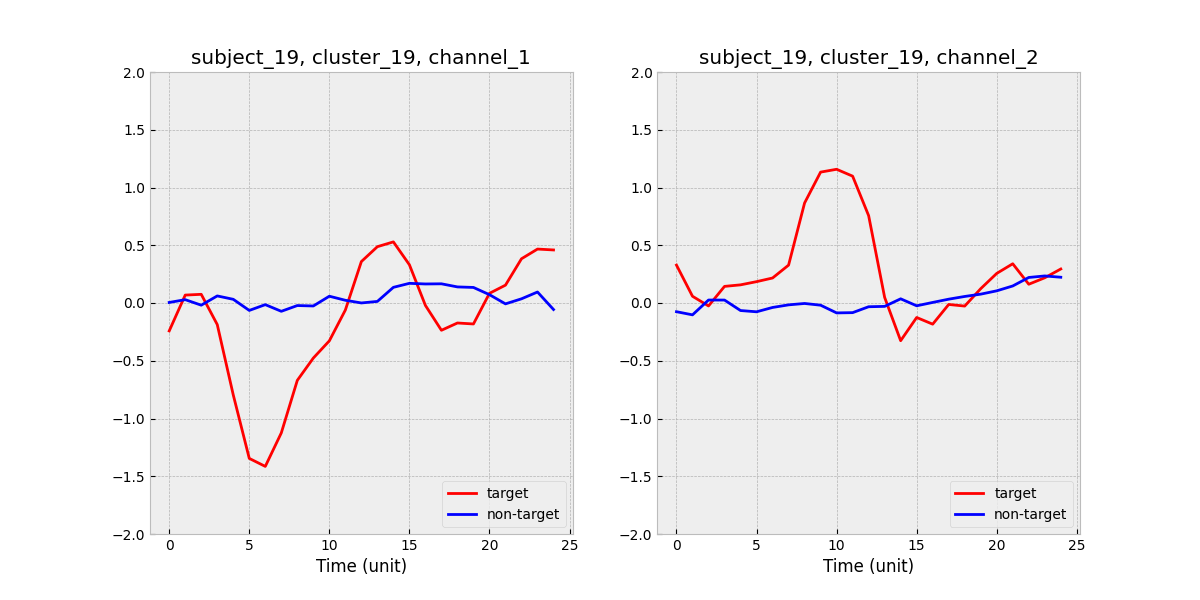 subject_19, cluster_19, channel_1
2.0
1.5
1.0
0.5
0.0
−0.5
−1.0
−1.5
−2.0
target
non-target
0 5 10 15 20 25
Time (unit)
subject_19, cluster_19, channel_2
2.0
1.5
1.0
0.5
0.0
−0.5
−1.0
−1.5
−2.0
target
non-target
0 5 10 15 20 25
Time (unit)